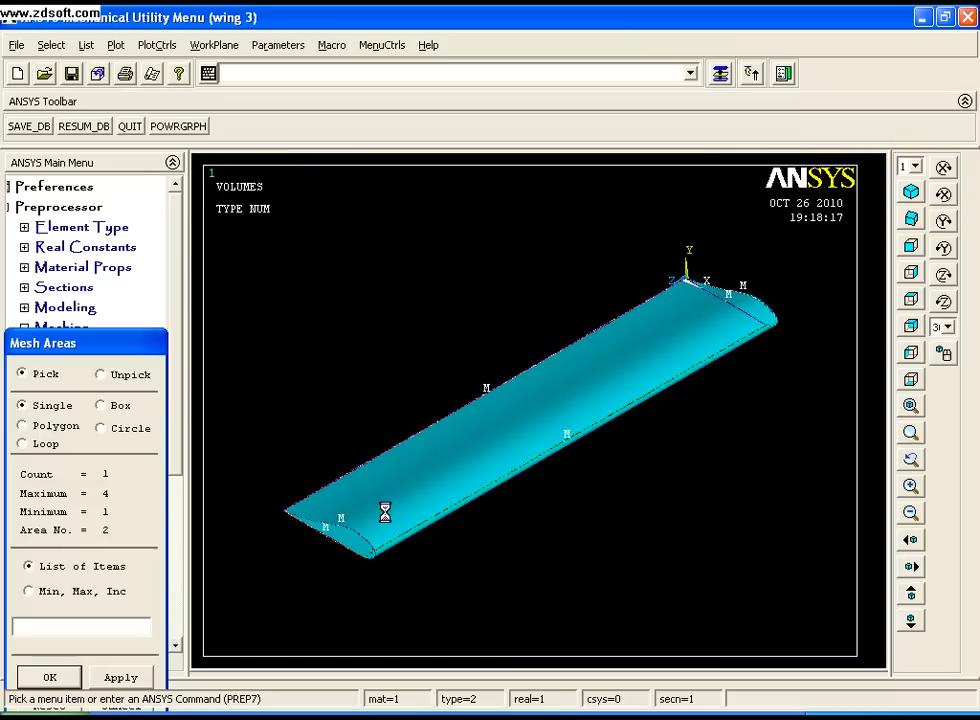 www.zdsoft.com
Mechanical Utility Menu (wing 3)
File Select List Plot PlotCtrls WorkPlane Parameters Macro MenuCtrls Help
ANSYS Toolbar
SAVE_DB RESUM_DB QUIT POWRGRPH
ANSYS Main Menu
Preferences
Preprocessor
Element Type
Real Constants
Material Props
Sections
Modeling
Meshing
Mesh Areas
Pick Unpick
Single Box
Polygon Circle
Loop
Count = 1
Maximum = 4
Minimum = 1
Area No. = 2
List of Items
Min, Max, Inc
OK Apply
1
VOLUMES
TYPE NUM
ANSYS
OCT 26 2010
19:18:17
Y
Z X M
M
M
M
M
M
1
Pick a menu item or enter an ANSYS Command (PREP7) mat=1 type=2 real=1 csys=0 secn=1